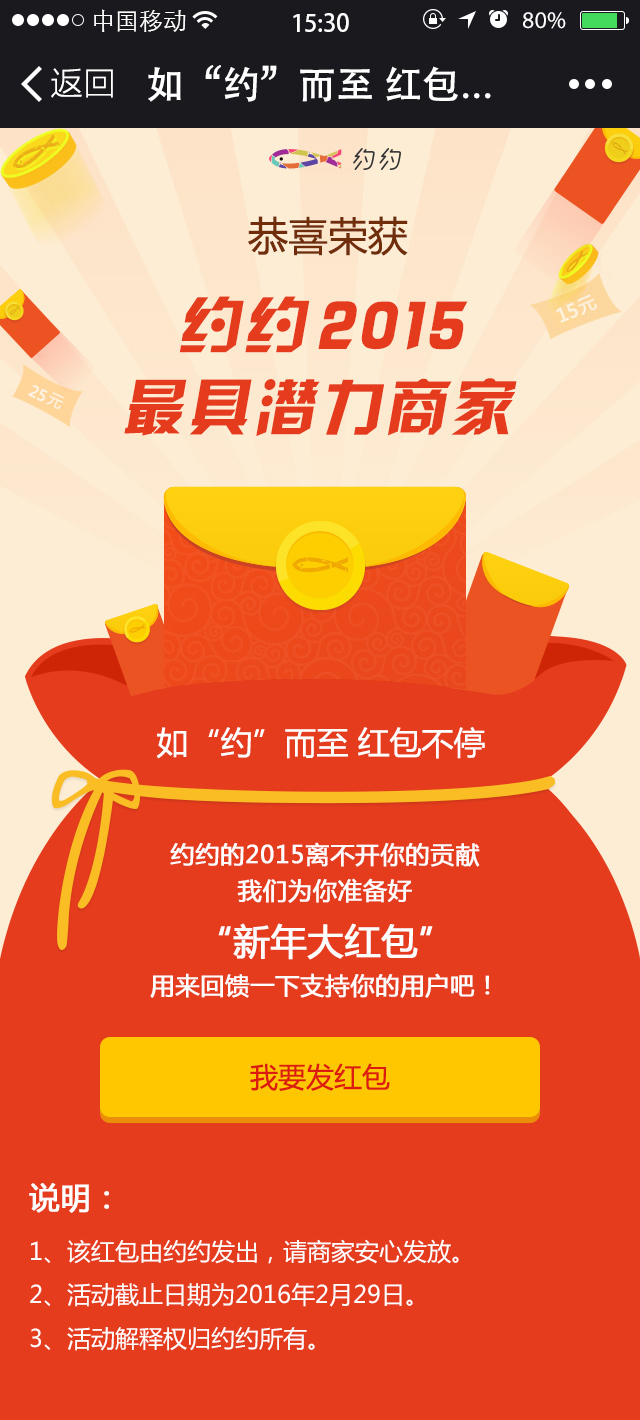 中国移动 15:30 80%
返回 如“约”而至 红包...
约约
恭喜荣获
约约2015
最具潜力商家
15元
25元
如“约”而至 红包不停
约约的2015离不开你的贡献
我们为你准备好
“新年大红包”
用来回馈一下支持你的用户吧！
我要发红包
说明：
1、该红包由约约发出，请商家安心发放。
2、活动截止日期为2016年2月29日。
3、活动解释权归约约所有。